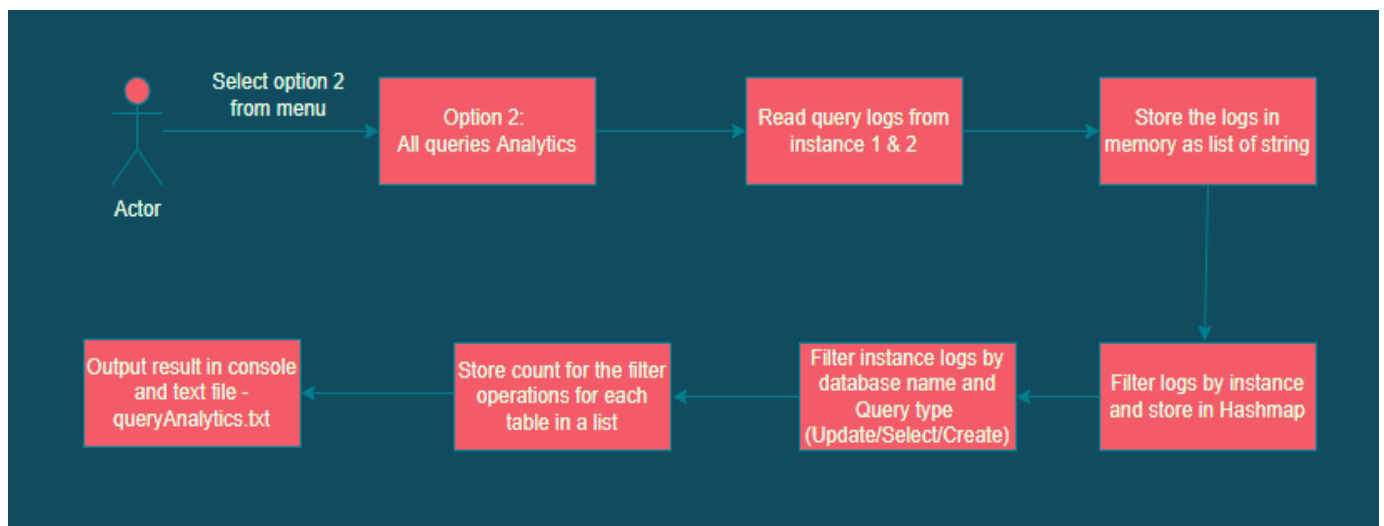 Select option 2
from menu
Actor
Option 2:
All queries Analytics
Read query logs from
instance 1 & 2
Store the logs in
memory as list of string
Filter logs by instance
and store in Hashmap
Filter instance logs by
database name and
Query type
(Update/Select/Create)
Store count for the filter
operations for each
table in a list
Output result in console
and text file -
queryAnalytics.txt